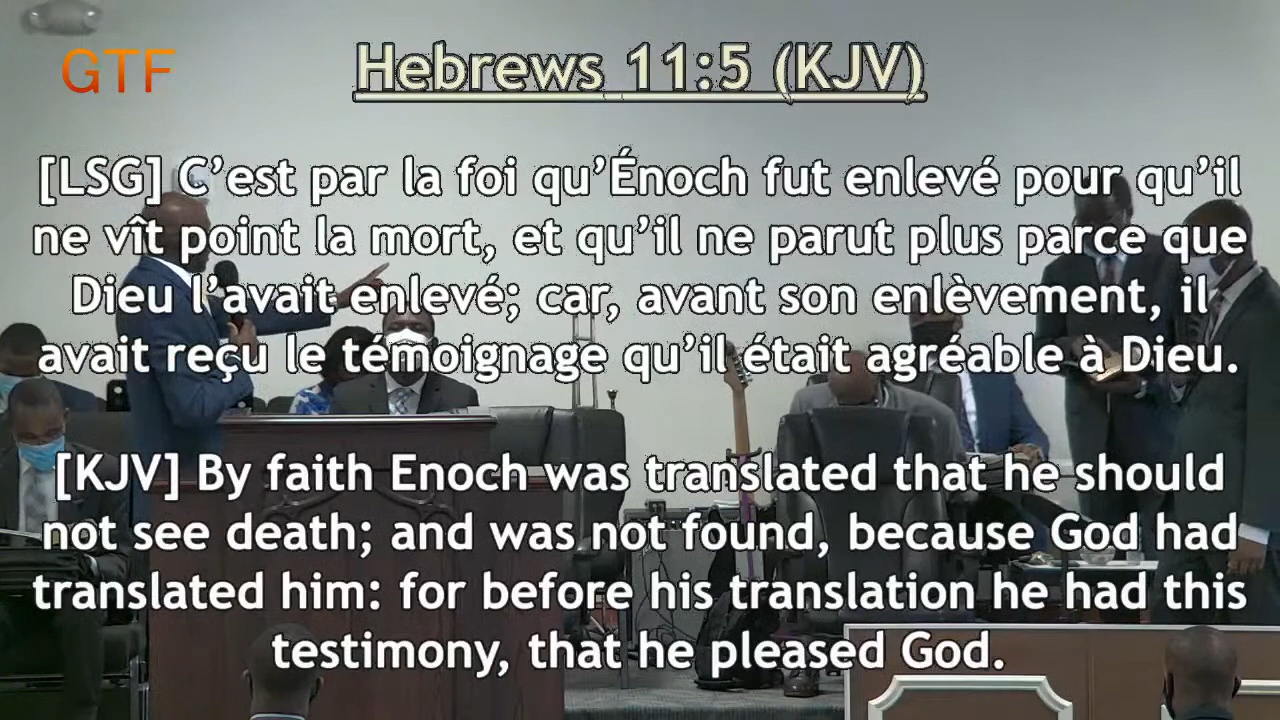 GTF
Hebrews 11:5 (KJV)
[LSG] C’est par la foi qu’Énoch fut enlevé pour qu’il
ne vît point la mort, et qu’il ne parut plus parce que
Dieu l’avait enlevé; car, avant son enlèvement, il
avait reçu le témoignage qu’il était agréable à Dieu.
[KJV] By faith Enoch was translated that he should
not see death; and was not found, because God had
translated him: for before his translation he had this
testimony, that he pleased God.